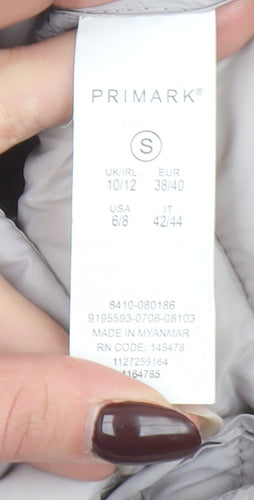 PRIMARK®
S
UK/IRL EUR
10/12 38/40
USA IT
6/8 42/44
8410-080186
9195593-0706-08103
MADE IN MYANMAR
RN CODE: 145478
1127259164
1164785